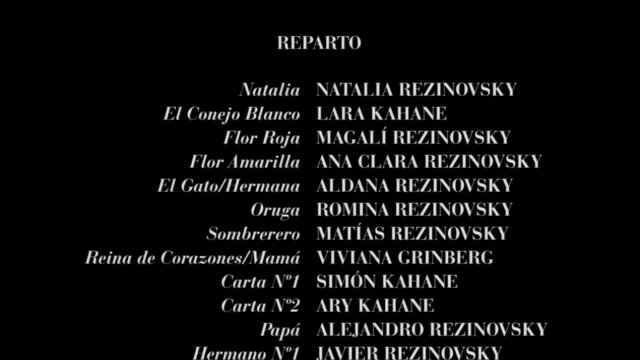 REPARTO
Natalia NATALIA REZINOVSKY
El Conejo Blanco LARA KAHANE
Flor Roja MAGALÍ REZINOVSKY
Flor Amarilla ANA CLARA REZINOVSKY
El Gato/Hermana ALDANA REZINOVSKY
Oruga ROMINA REZINOVSKY
Sombrerero MATÍAS REZINOVSKY
Reina de Corazones/Mamá VIVIANA GRINBERG
Carta Nº1 SIMÓN KAHANE
Carta Nº2 ARY KAHANE
Papá ALEJANDRO REZINOVSKY
Hermano Nº1 JAVIER REZINOVSKY